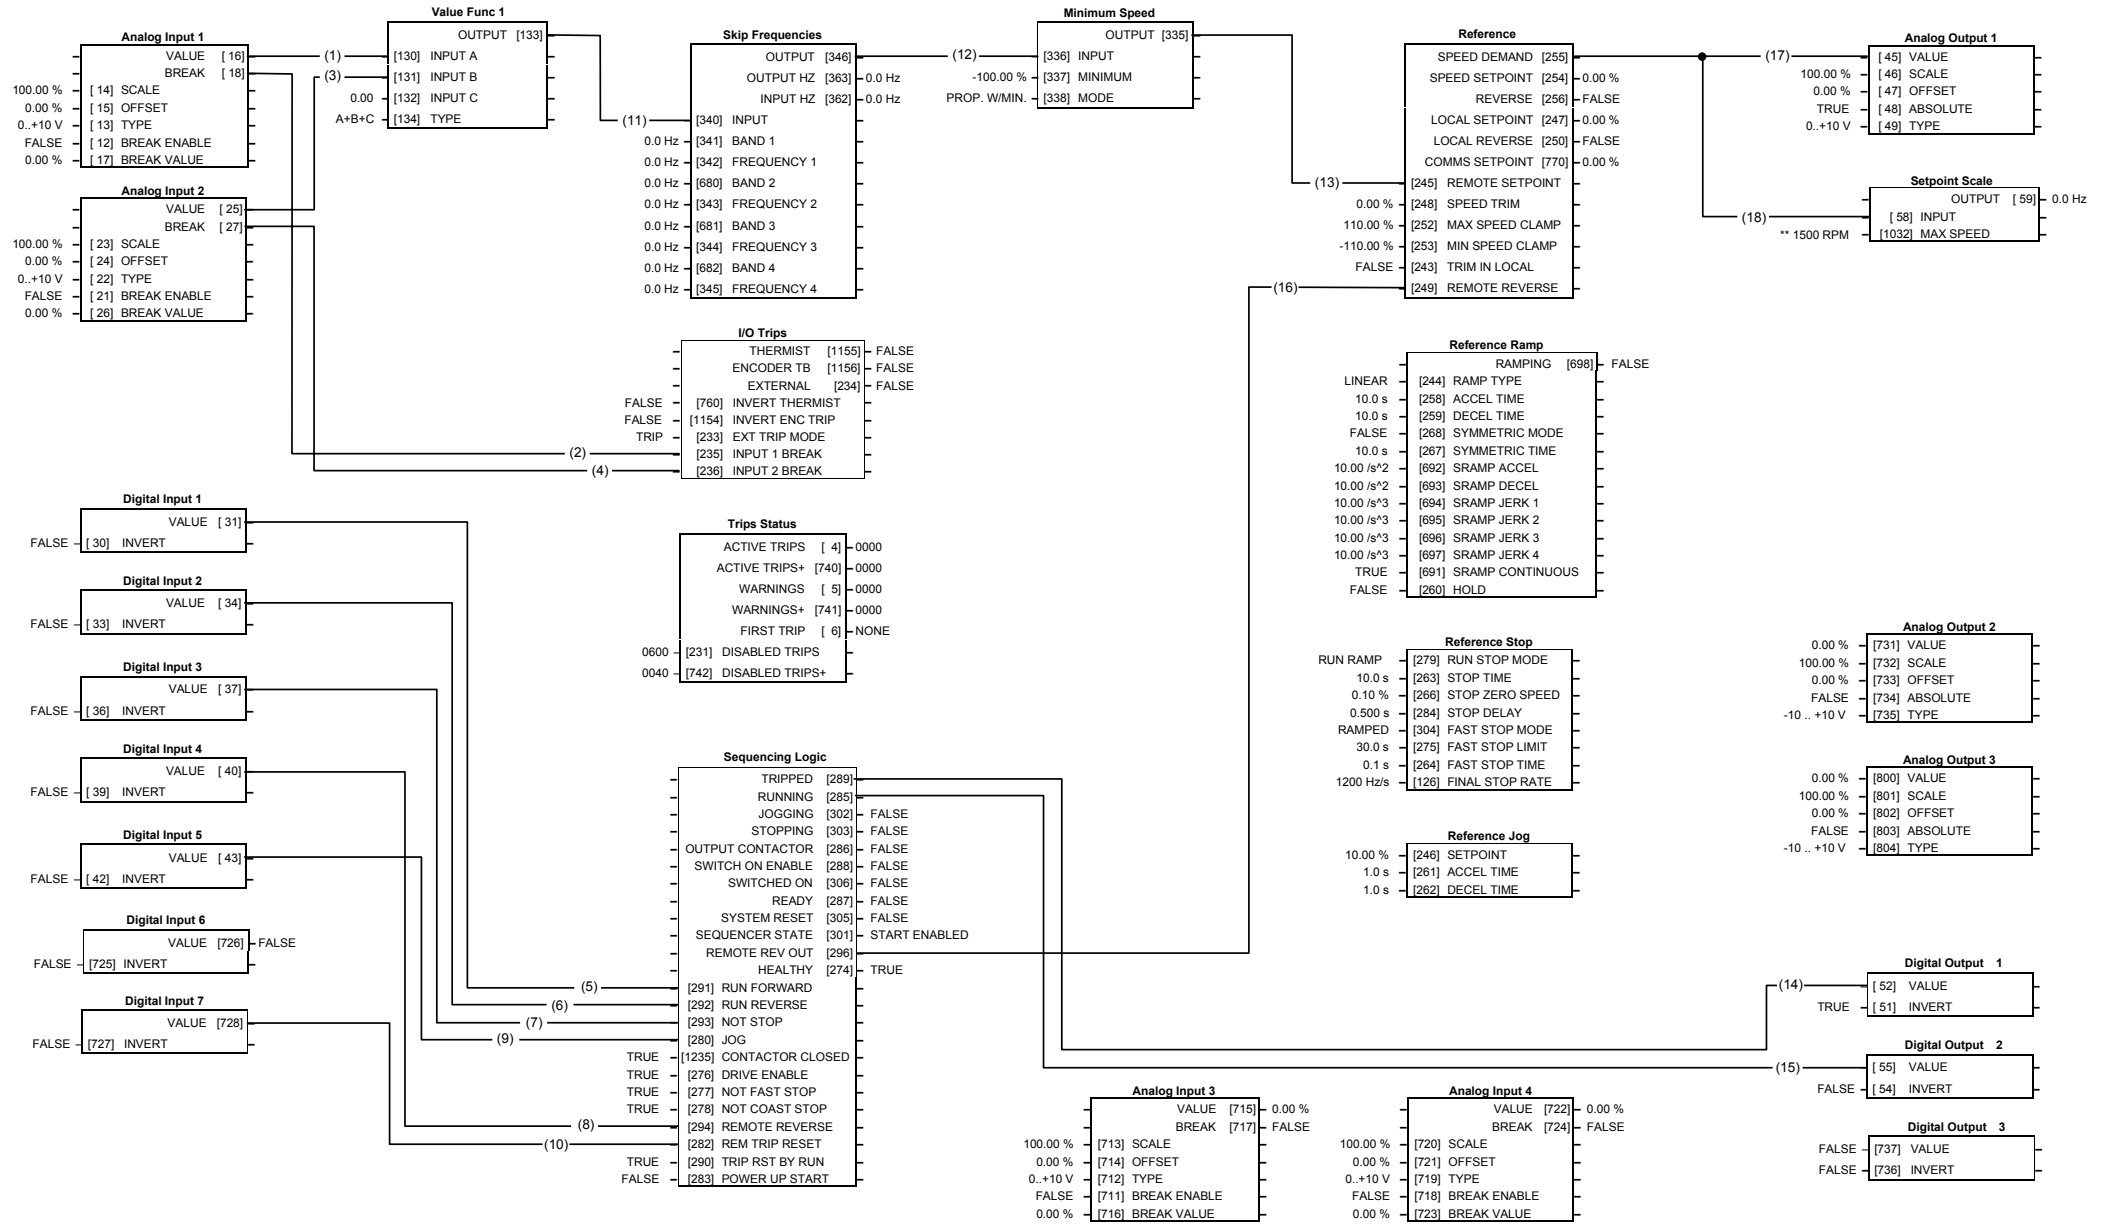 Analog Input 1
VALUE [ 16]
BREAK [ 18]
100.00 % [ 14] SCALE
0.00 % [ 15] OFFSET
0..+10 V [ 13] TYPE
FALSE [ 12] BREAK ENABLE
0.00 % [ 17] BREAK VALUE
Analog Input 2
VALUE [ 25]
BREAK [ 27]
100.00 % [ 23] SCALE
0.00 % [ 24] OFFSET
0..+10 V [ 22] TYPE
FALSE [ 21] BREAK ENABLE
0.00 % [ 26] BREAK VALUE
(1)
(3)
Value Func 1
OUTPUT [133]
[130] INPUT A
[131] INPUT B
0.00 [132] INPUT C
A+B+C [134] TYPE
(11)
Skip Frequencies
OUTPUT [346]
OUTPUT HZ [363] 0.0 Hz
INPUT HZ [362] 0.0 Hz
[340] INPUT
0.0 Hz [341] BAND 1
0.0 Hz [342] FREQUENCY 1
0.0 Hz [680] BAND 2
0.0 Hz [343] FREQUENCY 2
0.0 Hz [681] BAND 3
0.0 Hz [344] FREQUENCY 3
0.0 Hz [682] BAND 4
0.0 Hz [345] FREQUENCY 4
(12)
Minimum Speed
OUTPUT [335]
[336] INPUT
-100.00 % [337] MINIMUM
PROP. W/MIN. [338] MODE
(13)
(16)
Reference
SPEED DEMAND [255]
SPEED SETPOINT [254] 0.00 %
REVERSE [256] FALSE
LOCAL SETPOINT [247] 0.00 %
LOCAL REVERSE [250] FALSE
COMMS SETPOINT [770] 0.00 %
[245] REMOTE SETPOINT
0.00 % [248] SPEED TRIM
110.00 % [252] MAX SPEED CLAMP
-110.00 % [253] MIN SPEED CLAMP
FALSE [243] TRIM IN LOCAL
[249] REMOTE REVERSE
(17)
Analog Output 1
[ 45] VALUE
100.00 % [ 46] SCALE
0.00 % [ 47] OFFSET
TRUE [ 48] ABSOLUTE
0..+10 V [ 49] TYPE
(18)
Setpoint Scale
OUTPUT [ 59] 0.0 Hz
[ 58] INPUT
** 1500 RPM [1032] MAX SPEED
I/O Trips
THERMIST [1155] FALSE
ENCODER TB [1156] FALSE
EXTERNAL [234] FALSE
FALSE [760] INVERT THERMIST
FALSE [1154] INVERT ENC TRIP
TRIP [233] EXT TRIP MODE
(2) [235] INPUT 1 BREAK
(4) [236] INPUT 2 BREAK
Reference Ramp
RAMPING [698] FALSE
LINEAR [244] RAMP TYPE
10.0 s [258] ACCEL TIME
10.0 s [259] DECEL TIME
FALSE [268] SYMMETRIC MODE
10.0 s [267] SYMMETRIC TIME
10.00 /s^2 [692] SRAMP ACCEL
10.00 /s^2 [693] SRAMP DECEL
10.00 /s^3 [694] SRAMP JERK 1
10.00 /s^3 [695] SRAMP JERK 2
10.00 /s^3 [696] SRAMP JERK 3
10.00 /s^3 [697] SRAMP JERK 4
TRUE [691] SRAMP CONTINUOUS
FALSE [260] HOLD
Digital Input 1
VALUE [ 31]
FALSE [ 30] INVERT
Digital Input 2
VALUE [ 34]
FALSE [ 33] INVERT
Digital Input 3
VALUE [ 37]
FALSE [ 36] INVERT
Digital Input 4
VALUE [ 40]
FALSE [ 39] INVERT
Digital Input 5
VALUE [ 43]
FALSE [ 42] INVERT
Digital Input 6
VALUE [726] FALSE
FALSE [725] INVERT
Digital Input 7
VALUE [728]
FALSE [727] INVERT
Trips Status
ACTIVE TRIPS [ 4] 0000
ACTIVE TRIPS+ [740] 0000
WARNINGS [ 5] 0000
WARNINGS+ [741] 0000
FIRST TRIP [ 6] NONE
0600 [231] DISABLED TRIPS
0040 [742] DISABLED TRIPS+
Sequencing Logic
TRIPPED [289]
RUNNING [285]
JOGGING [302] FALSE
STOPPING [303] FALSE
OUTPUT CONTACTOR [286] FALSE
SWITCH ON ENABLE [288] FALSE
SWITCHED ON [306] FALSE
READY [287] FALSE
SYSTEM RESET [305] FALSE
SEQUENCER STATE [301] START ENABLED
REMOTE REV OUT [296]
HEALTHY [274] TRUE
(5) [291] RUN FORWARD
(6) [292] RUN REVERSE
(7) [293] NOT STOP
(9) [280] JOG
TRUE [1235] CONTACTOR CLOSED
TRUE [276] DRIVE ENABLE
TRUE [277] NOT FAST STOP
TRUE [278] NOT COAST STOP
(8) [294] REMOTE REVERSE
(10) [282] REM TRIP RESET
TRUE [290] TRIP RST BY RUN
FALSE [283] POWER UP START
Reference Stop
RUN RAMP [279] RUN STOP MODE
10.0 s [263] STOP TIME
0.10 % [266] STOP ZERO SPEED
0.500 s [284] STOP DELAY
RAMPED [304] FAST STOP MODE
30.0 s [275] FAST STOP LIMIT
0.1 s [264] FAST STOP TIME
1200 Hz/s [126] FINAL STOP RATE
Reference Jog
10.00 % [246] SETPOINT
1.0 s [261] ACCEL TIME
1.0 s [262] DECEL TIME
Analog Output 2
0.00 % [731] VALUE
100.00 % [732] SCALE
0.00 % [733] OFFSET
FALSE [734] ABSOLUTE
-10 .. +10 V [735] TYPE
Analog Output 3
0.00 % [800] VALUE
100.00 % [801] SCALE
0.00 % [802] OFFSET
FALSE [803] ABSOLUTE
-10 .. +10 V [804] TYPE
Digital Output 1
(14) [ 52] VALUE
TRUE [ 51] INVERT
Digital Output 2
(15) [ 55] VALUE
FALSE [ 54] INVERT
Digital Output 3
FALSE [737] VALUE
FALSE [736] INVERT
Analog Input 3
VALUE [715] 0.00 %
BREAK [717] FALSE
100.00 % [713] SCALE
0.00 % [714] OFFSET
0..+10 V [712] TYPE
FALSE [711] BREAK ENABLE
0.00 % [716] BREAK VALUE
Analog Input 4
VALUE [722] 0.00 %
BREAK [724] FALSE
100.00 % [720] SCALE
0.00 % [721] OFFSET
0..+10 V [719] TYPE
FALSE [718] BREAK ENABLE
0.00 % [723] BREAK VALUE